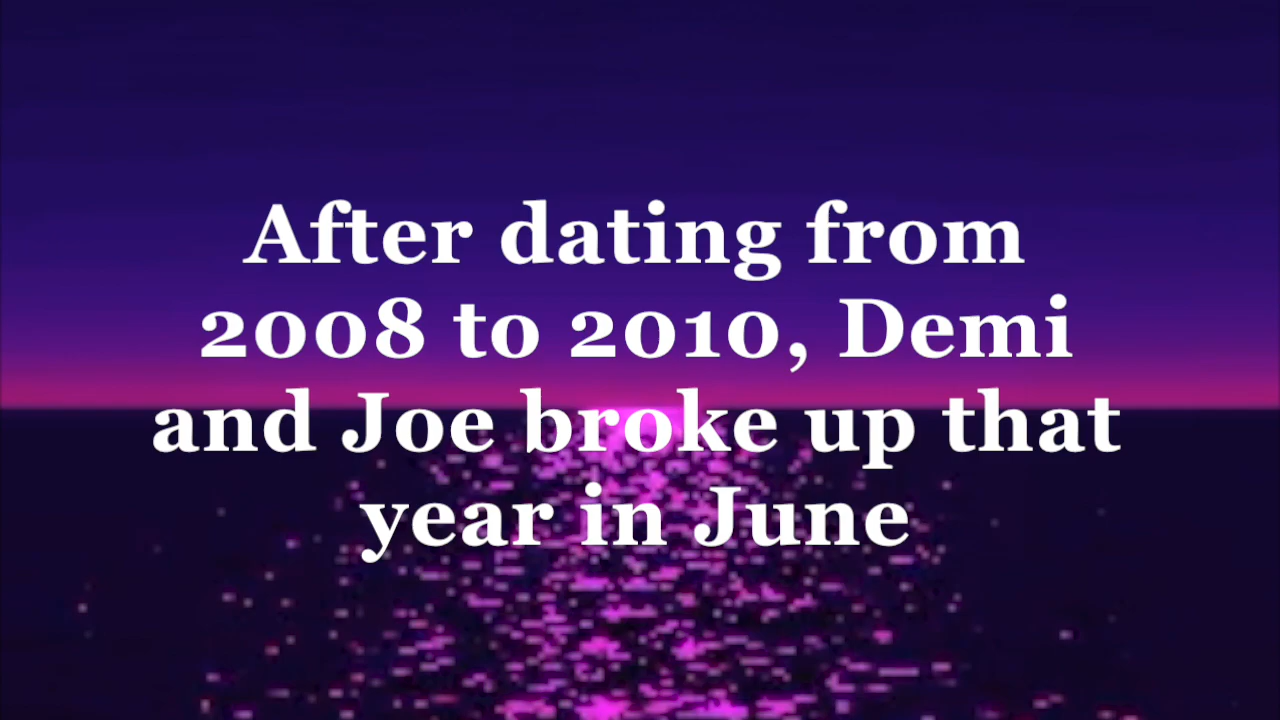 After dating from
2008 to 2010, Demi
and Joe broke up that
year in June